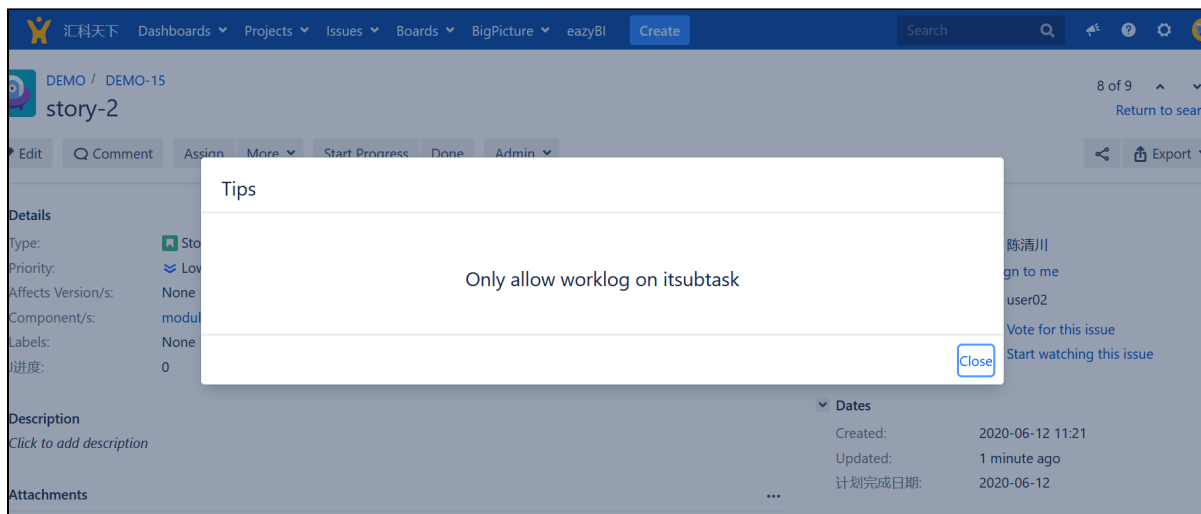 汇科天下 Dashboards Projects Issues Boards BigPicture eazyBI Create Search
DEMO / DEMO-15
8 of 9
story-2
Return to sear
Edit Comment Assign More Start Progress Done Admin Export
Tips
Only allow worklog on itsubtask
Close
Details
Type: Sto
Priority: Low
Affects Version/s: None
Component/s: modul
Labels: None
进度: 0
陈清川
gn to me
user02
Vote for this issue
Start watching this issue
Description
Click to add description
Attachments
Dates
Created: 2020-06-12 11:21
Updated: 1 minute ago
计划完成日期: 2020-06-12